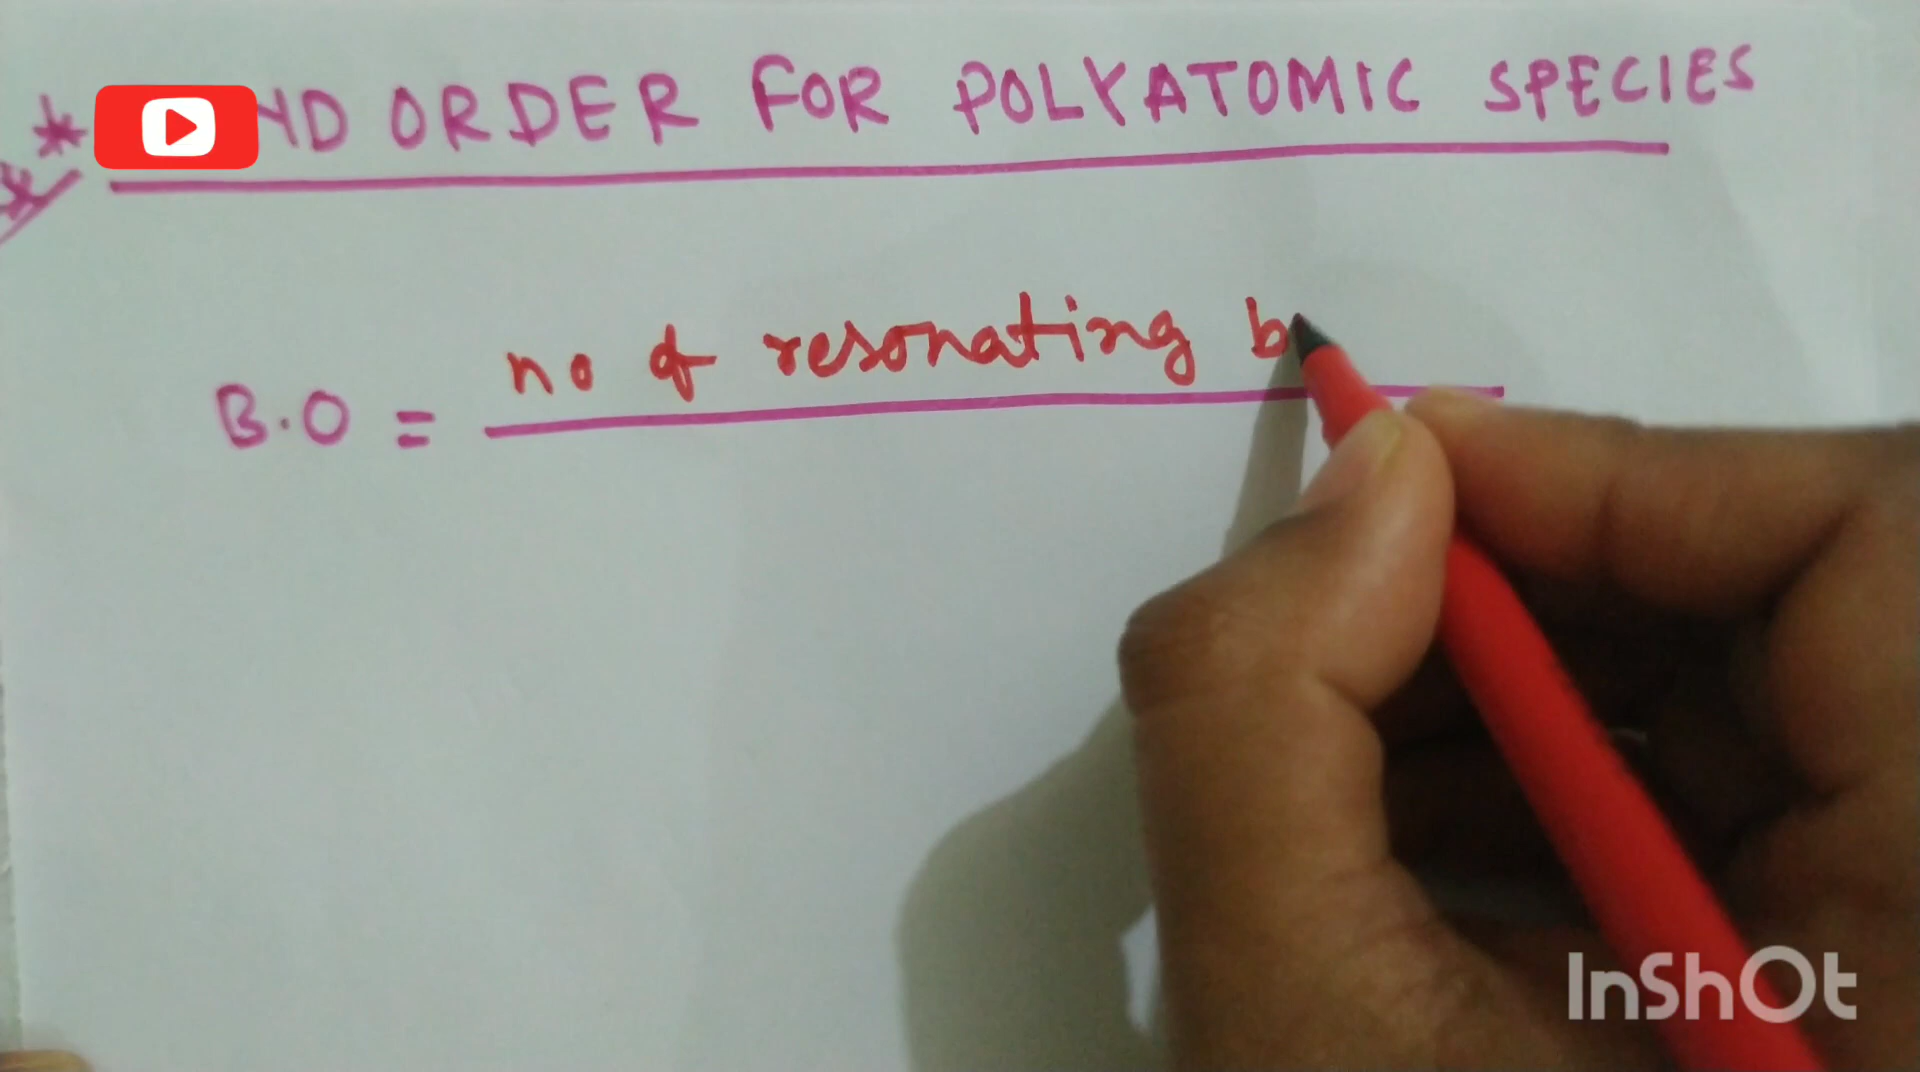 ND ORDER FOR POLYATOMIC SPECIES
no of resonating b
B.O =
InShOt